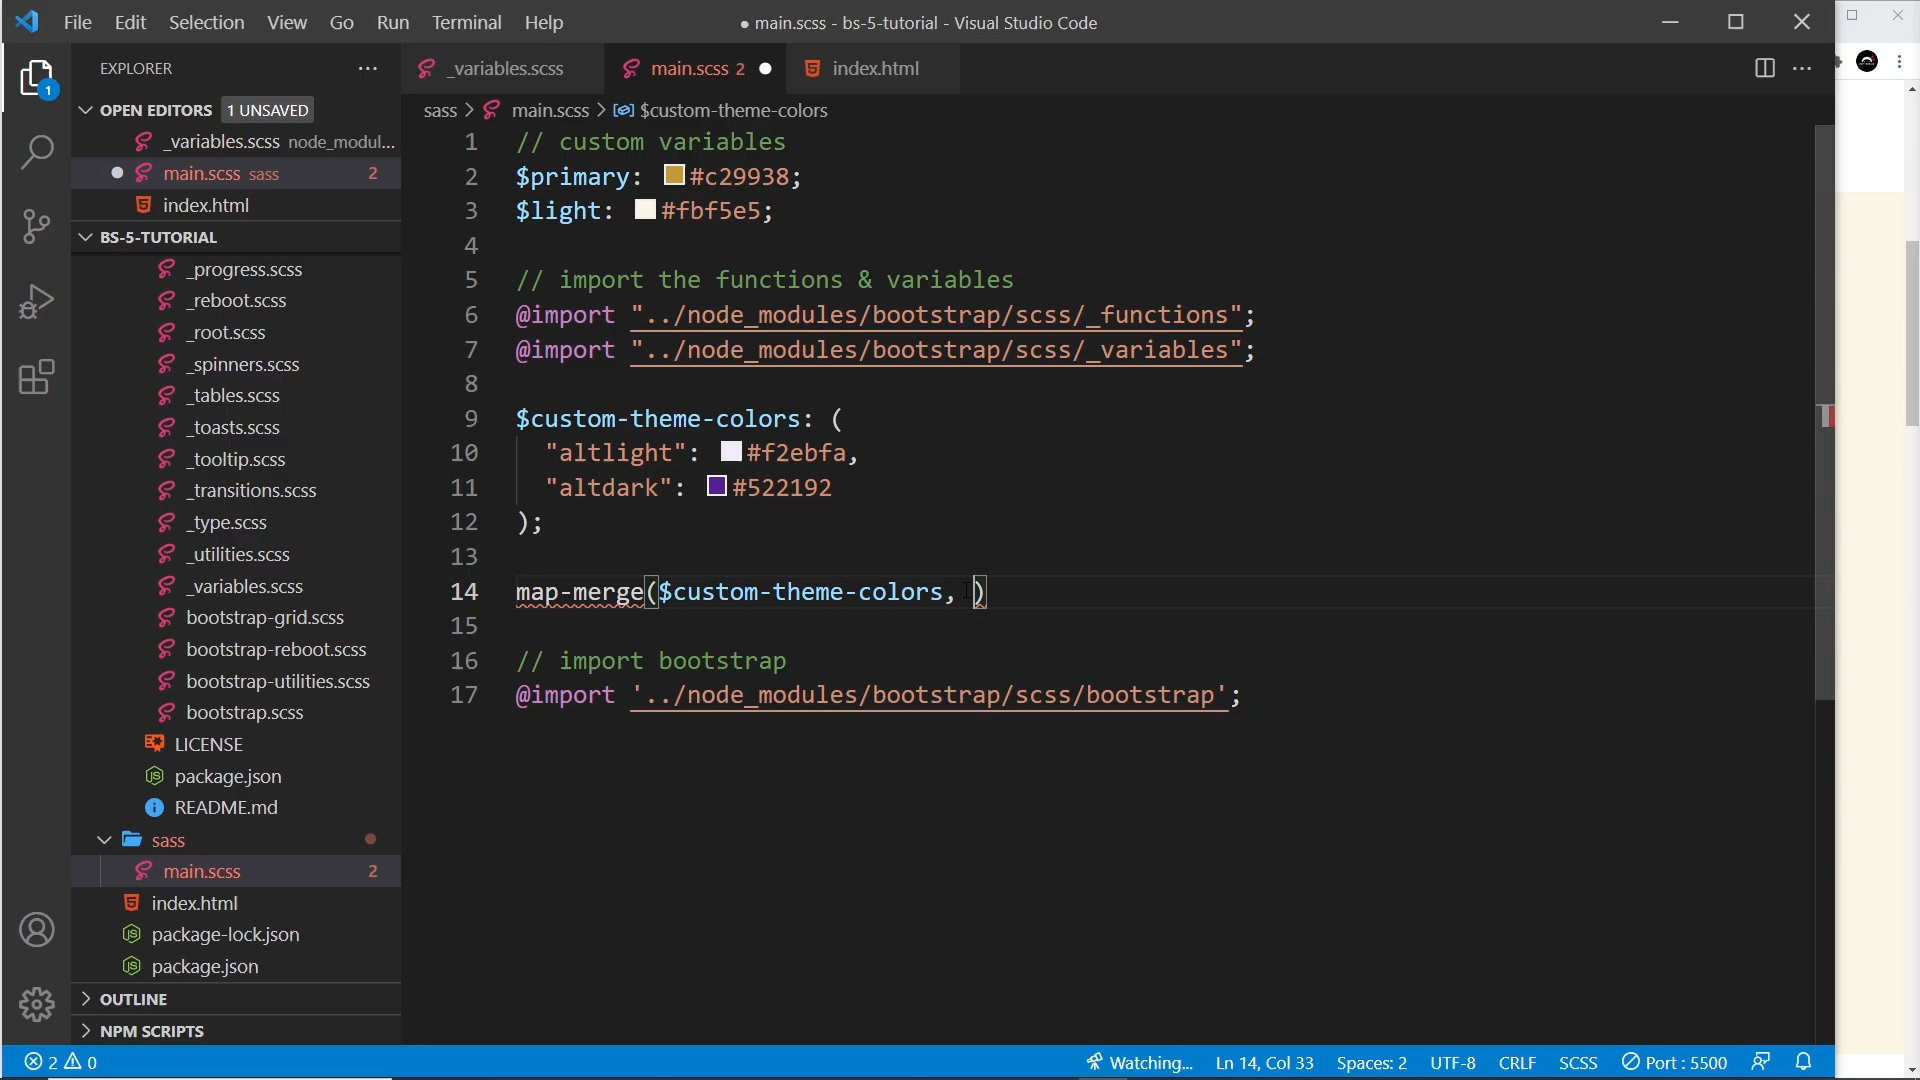 File Edit Selection View Go Run Terminal Help
● main.scss - bs-5-tutorial - Visual Studio Code
EXPLORER
OPEN EDITORS 1 UNSAVED
_variables.scss node_modul...
main.scss sass 2
index.html
BS-5-TUTORIAL
_progress.scss
_reboot.scss
_root.scss
_spinners.scss
_tables.scss
_toasts.scss
_tooltip.scss
_transitions.scss
_type.scss
_utilities.scss
_variables.scss
bootstrap-grid.scss
bootstrap-reboot.scss
bootstrap-utilities.scss
bootstrap.scss
LICENSE
package.json
README.md
sass
main.scss 2
index.html
package-lock.json
package.json
OUTLINE
NPM SCRIPTS
1
_variables.scss main.scss 2 ● index.html
sass > main.scss > $custom-theme-colors
1 // custom variables
2 $primary: #c29938;
3 $light: #fbf5e5;
4
5 // import the functions & variables
6 @import "../node_modules/bootstrap/scss/_functions";
7 @import "../node_modules/bootstrap/scss/_variables";
8
9 $custom-theme-colors: (
10 "altlight": #f2ebfa,
11 "altdark": #522192
12 );
13
14 map-merge($custom-theme-colors, )
15
16 // import bootstrap
17 @import '../node_modules/bootstrap/scss/bootstrap';
2 0 Watching... Ln 14, Col 33 Spaces: 2 UTF-8 CRLF SCSS Port : 5500